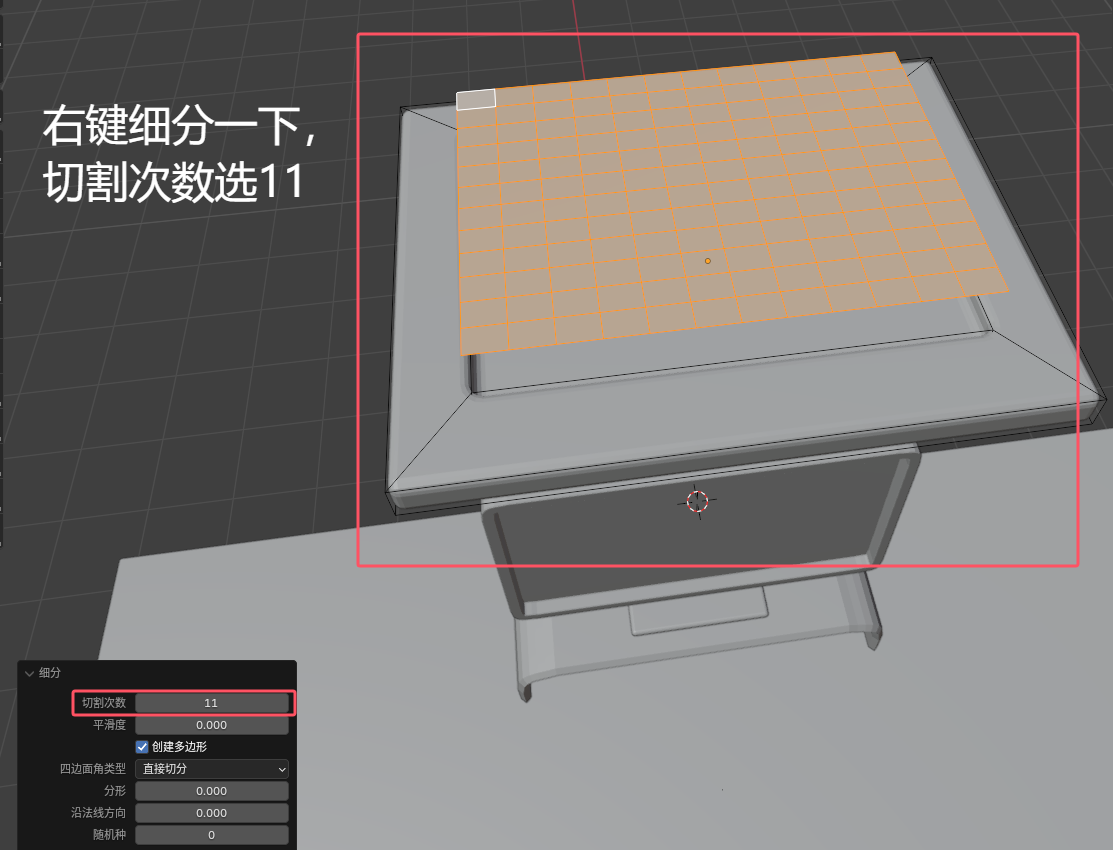 右键细分一下，
切割次数选11
细分
切割次数 11
平滑度 0.000
创建多边形
四边面角类型 直接切分
分形 0.000
沿法线方向 0.000
随机种 0